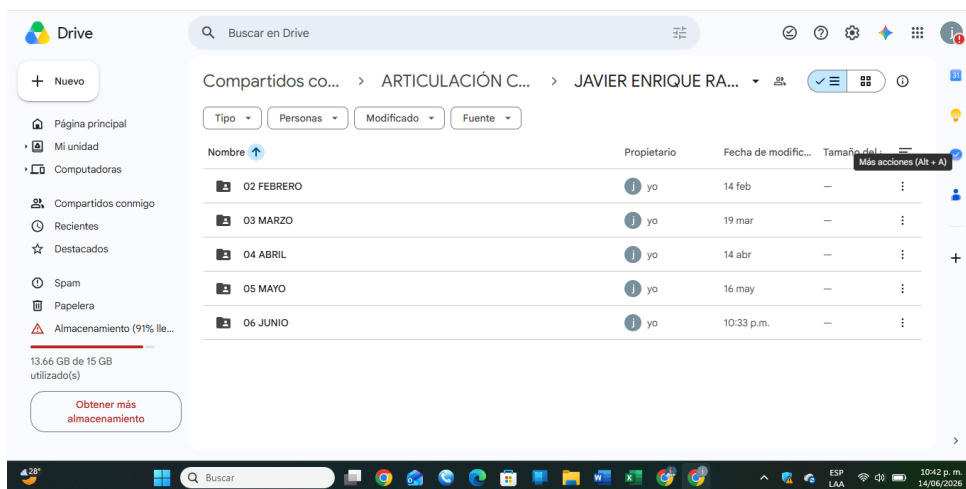 Drive
Buscar en Drive
Nuevo
Compartidos co... > ARTICULACIÓN C... > JAVIER ENRIQUE RA...
Tipo Personas Modificado Fuente
Página principal
Mi unidad
Computadoras
Compartidos conmigo
Recientes
Destacados
Spam
Papelera
Almacenamiento (91% lle...
13.66 GB de 15 GB
utilizado(s)
Obtener más
almacenamiento
Nombre Propietario Fecha de modific... Tamaño del
Más acciones (Alt + A)
02 FEBRERO j yo 14 feb —
03 MARZO j yo 19 mar —
04 ABRIL j yo 14 abr —
05 MAYO j yo 16 may —
06 JUNIO j yo 10:33 p.m. —
31
28°
Buscar
ESP
LAA
10:42 p. m.
14/06/2026